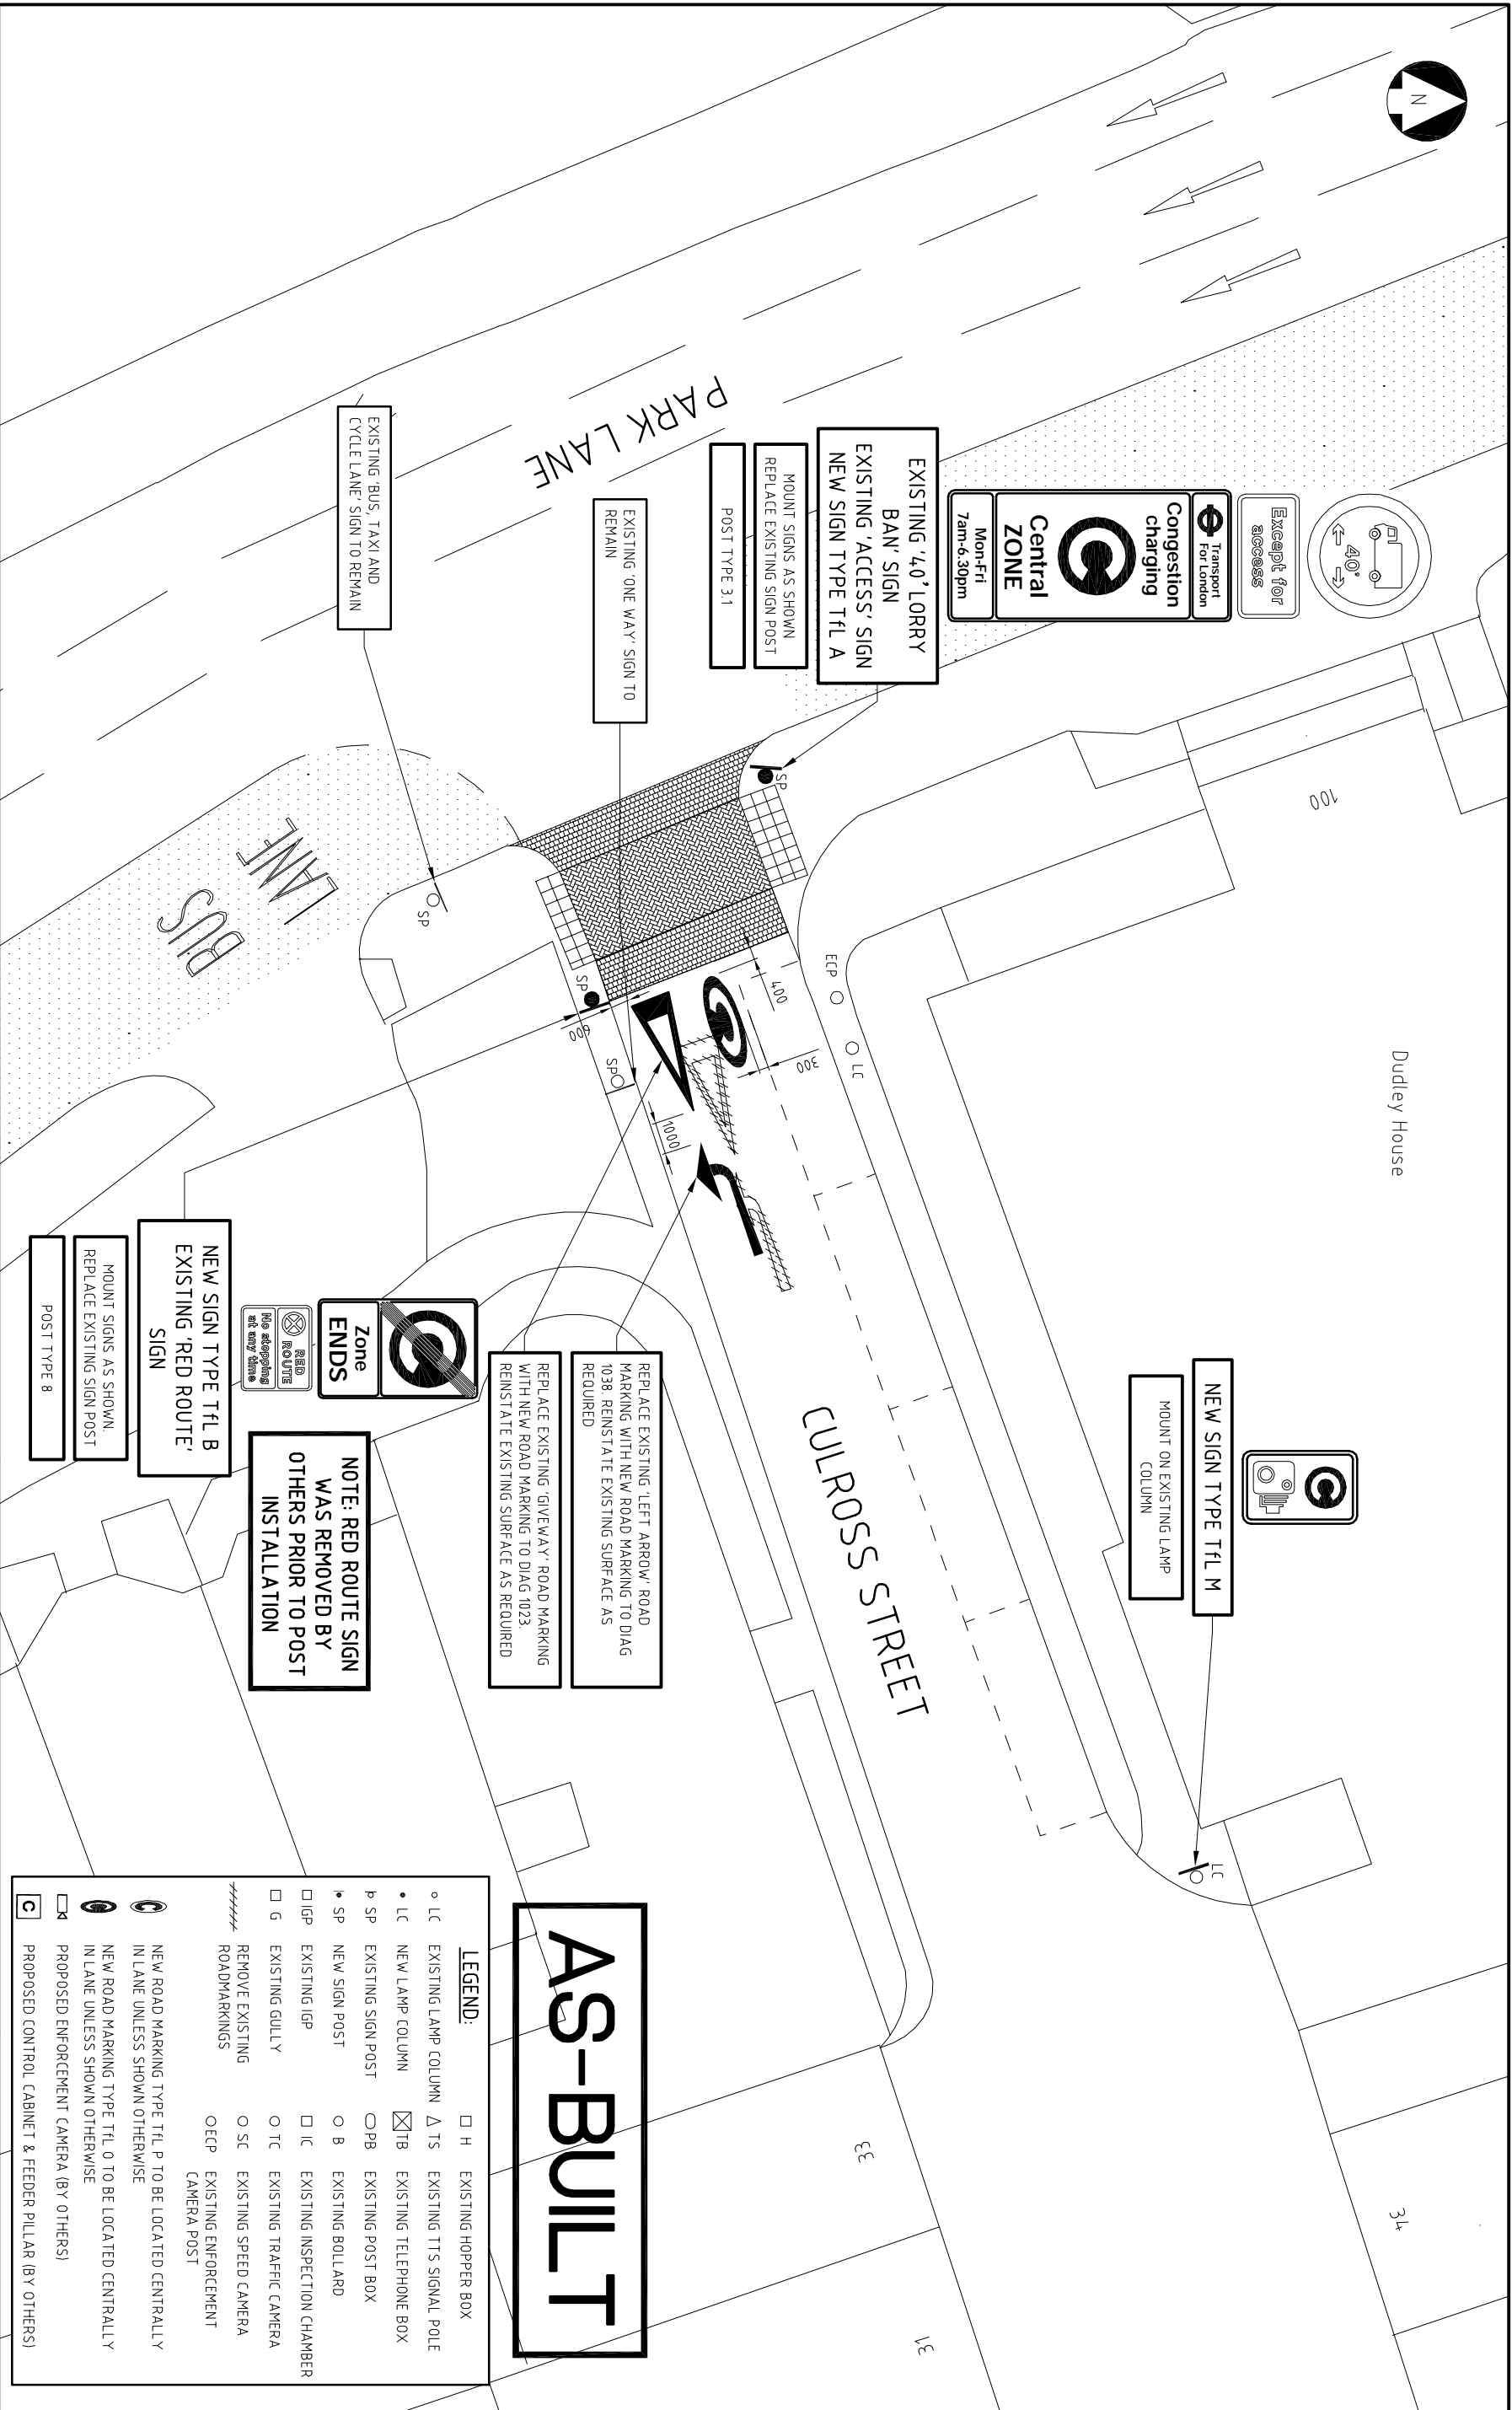 N
Dudley House
100
34
33
31
PARK LANE
CULROSS STREET
BUS
LANE
40'
Except for
access
Transport
For London
Congestion
charging
C
Central
ZONE
Mon-Fri
7am-6.30pm
EXISTING '40' LORRY
BAN' SIGN
EXISTING 'ACCESS' SIGN
NEW SIGN TYPE TfL A
MOUNT SIGNS AS SHOWN
REPLACE EXISTING SIGN POST
POST TYPE 3.1
EXISTING 'ONE WAY' SIGN TO
REMAIN
EXISTING 'BUS, TAXI AND
CYCLE LANE' SIGN TO REMAIN
SP
SP
SP
SP
ECP
LC
LC
400
300
600
1000
C
C
NEW SIGN TYPE TfL M
MOUNT ON EXISTING LAMP
COLUMN
REPLACE EXISTING 'LEFT ARROW' ROAD
MARKING WITH NEW ROAD MARKING TO DIAG
1038. REINSTATE EXISTING SURFACE AS
REQUIRED
REPLACE EXISTING 'GIVEWAY' ROAD MARKING
WITH NEW ROAD MARKING TO DIAG 1023.
REINSTATE EXISTING SURFACE AS REQUIRED
C
Zone
ENDS
RED
ROUTE
No stopping
at any time
NEW SIGN TYPE TfL B
EXISTING 'RED ROUTE'
SIGN
MOUNT SIGNS AS SHOWN.
REPLACE EXISTING SIGN POST
POST TYPE 8
NOTE: RED ROUTE SIGN
WAS REMOVED BY
OTHERS PRIOR TO POST
INSTALLATION
AS-BUILT
LEGEND:
LC EXISTING LAMP COLUMN
LC NEW LAMP COLUMN
SP EXISTING SIGN POST
SP NEW SIGN POST
IGP EXISTING IGP
G EXISTING GULLY
REMOVE EXISTING
ROADMARKINGS
H EXISTING HOPPER BOX
TS EXISTING TTS SIGNAL POLE
TB EXISTING TELEPHONE BOX
PB EXISTING POST BOX
B EXISTING BOLLARD
IC EXISTING INSPECTION CHAMBER
TC EXISTING TRAFFIC CAMERA
SC EXISTING SPEED CAMERA
ECP EXISTING ENFORCEMENT
CAMERA POST
C NEW ROAD MARKING TYPE TfL P TO BE LOCATED CENTRALLY
IN LANE UNLESS SHOWN OTHERWISE
C NEW ROAD MARKING TYPE TfL O TO BE LOCATED CENTRALLY
IN LANE UNLESS SHOWN OTHERWISE
PROPOSED ENFORCEMENT CAMERA (BY OTHERS)
C PROPOSED CONTROL CABINET & FEEDER PILLAR (BY OTHERS)